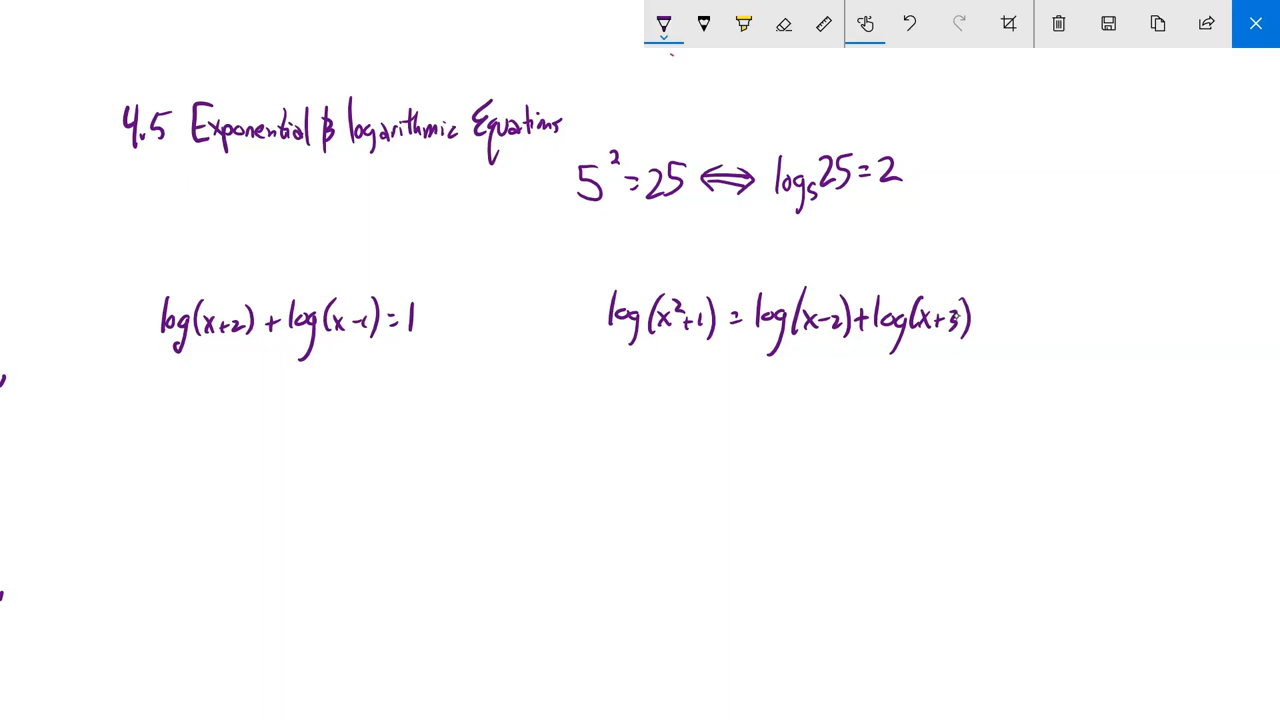 4.5 Exponential & logarithmic Equations
5² = 25 ⟺ log₅25 = 2
log(x+2) + log(x-1) = 1
log(x²+1) = log(x-2) + log(x+3)